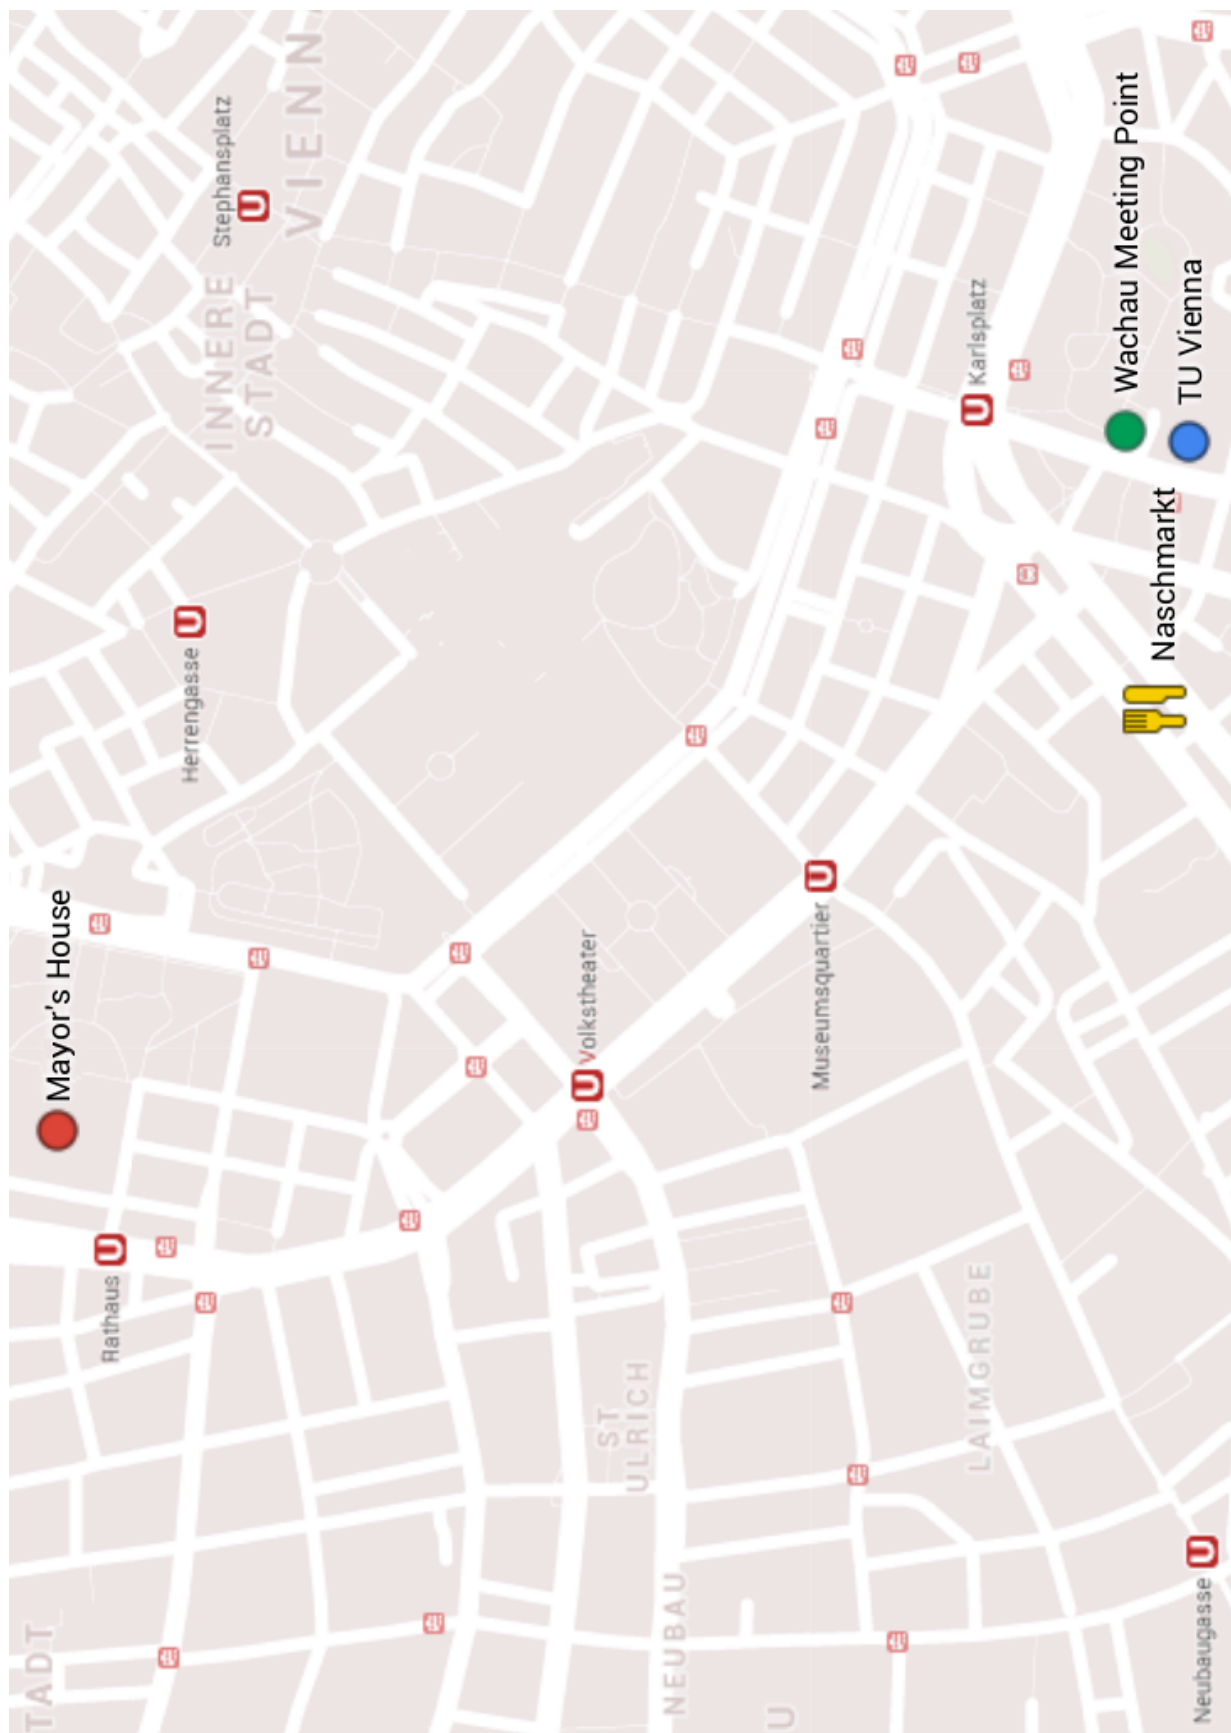 Mayor's House
Rathaus
Herrengasse
Stephansplatz
INNERE
STADT
VIENN
Volkstheater
Museumsquartier
Karlsplatz
Wachau Meeting Point
TU Vienna
Naschmarkt
ST
ULRICH
LAIMGRUBE
NEUBAU
Neubaugasse
TADT
U